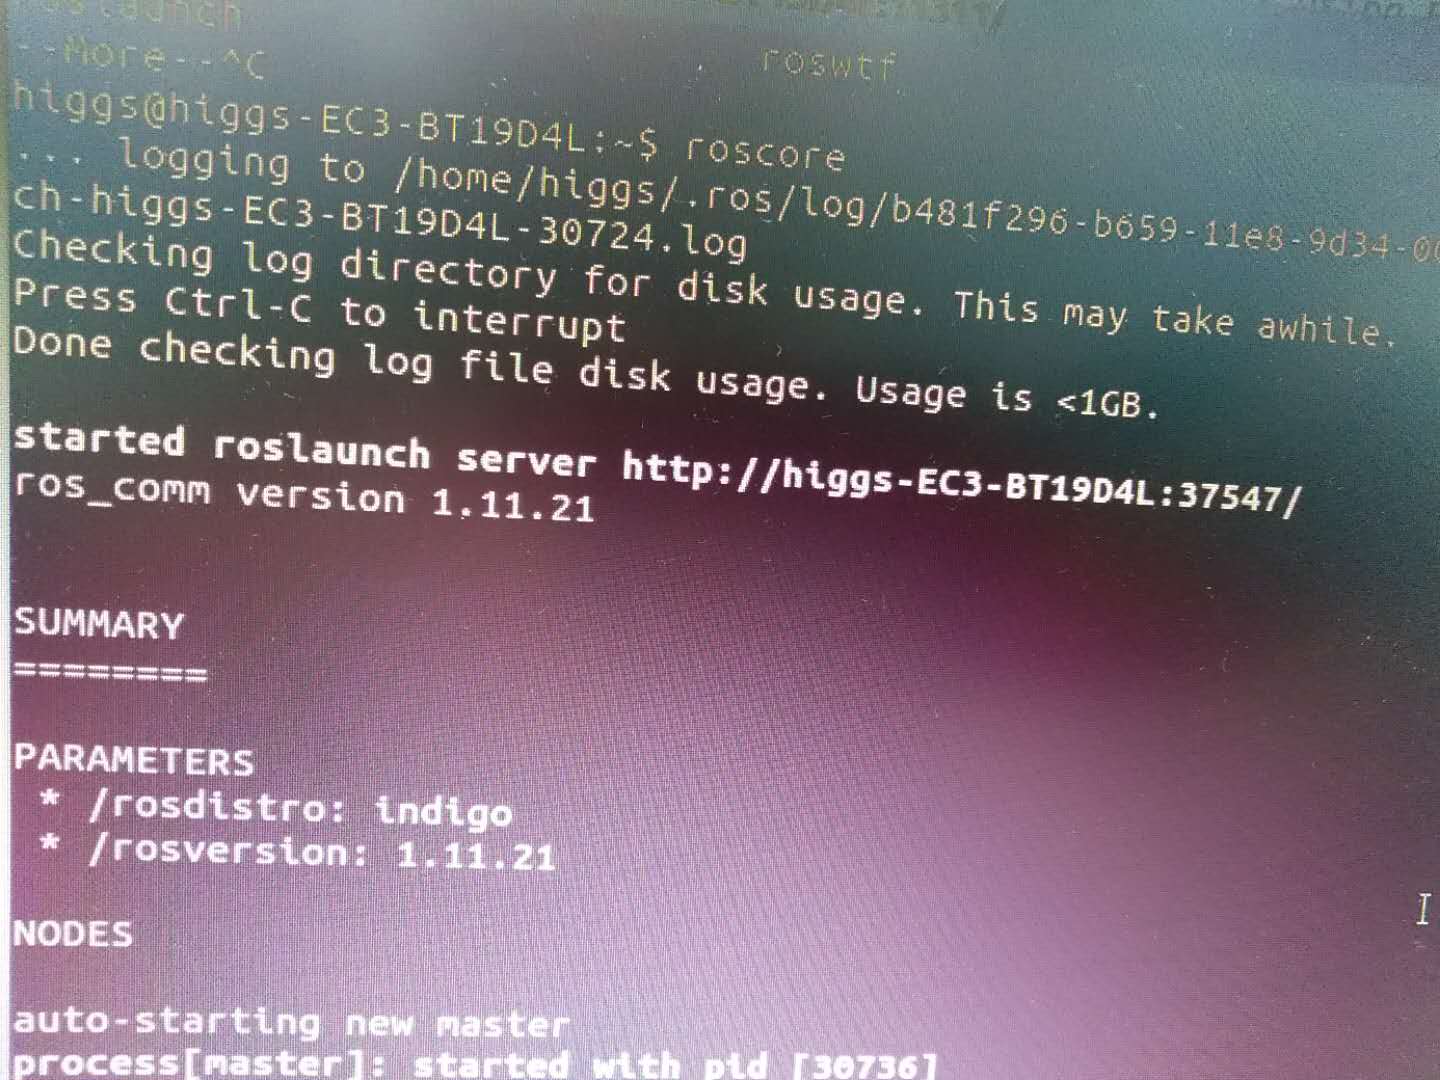 --More--^C
roswtf
higgs@higgs-EC3-BT19D4L:~$ roscore
... logging to /home/higgs/.ros/log/b481f296-b659-11e8-9d34-00
ch-higgs-EC3-BT19D4L-30724.log
Checking log directory for disk usage. This may take awhile.
Press Ctrl-C to interrupt
Done checking log file disk usage. Usage is <1GB.
started roslaunch server http://higgs-EC3-BT19D4L:37547/
ros_comm version 1.11.21
SUMMARY
========
PARAMETERS
* /rosdistro: indigo
* /rosversion: 1.11.21
NODES
auto-starting new master
process[master]: started with pid [30736]